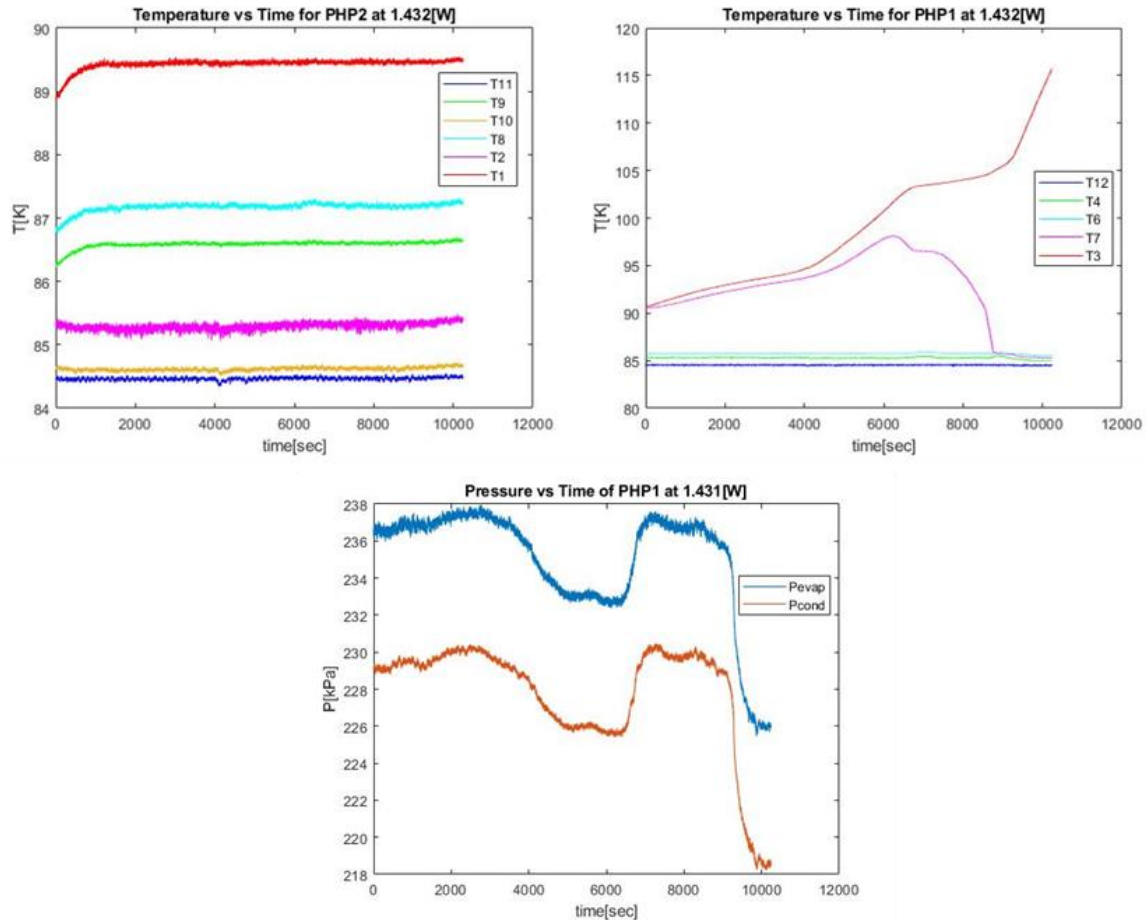 Temperature vs Time for PHP2 at 1.432[W]
90
89
88
87
86
85
84
T[K]
0 2000 4000 6000 8000 10000 12000
time[sec]
T11
T9
T10
T8
T2
T1
Temperature vs Time for PHP1 at 1.432[W]
120
115
110
105
100
95
90
85
80
T[K]
0 2000 4000 6000 8000 10000 12000
time[sec]
T12
T4
T6
T7
T3
Pressure vs Time of PHP1 at 1.431[W]
238
236
234
232
230
228
226
224
222
220
218
P[kPa]
0 2000 4000 6000 8000 10000 12000
time[sec]
Pevap
Pcond